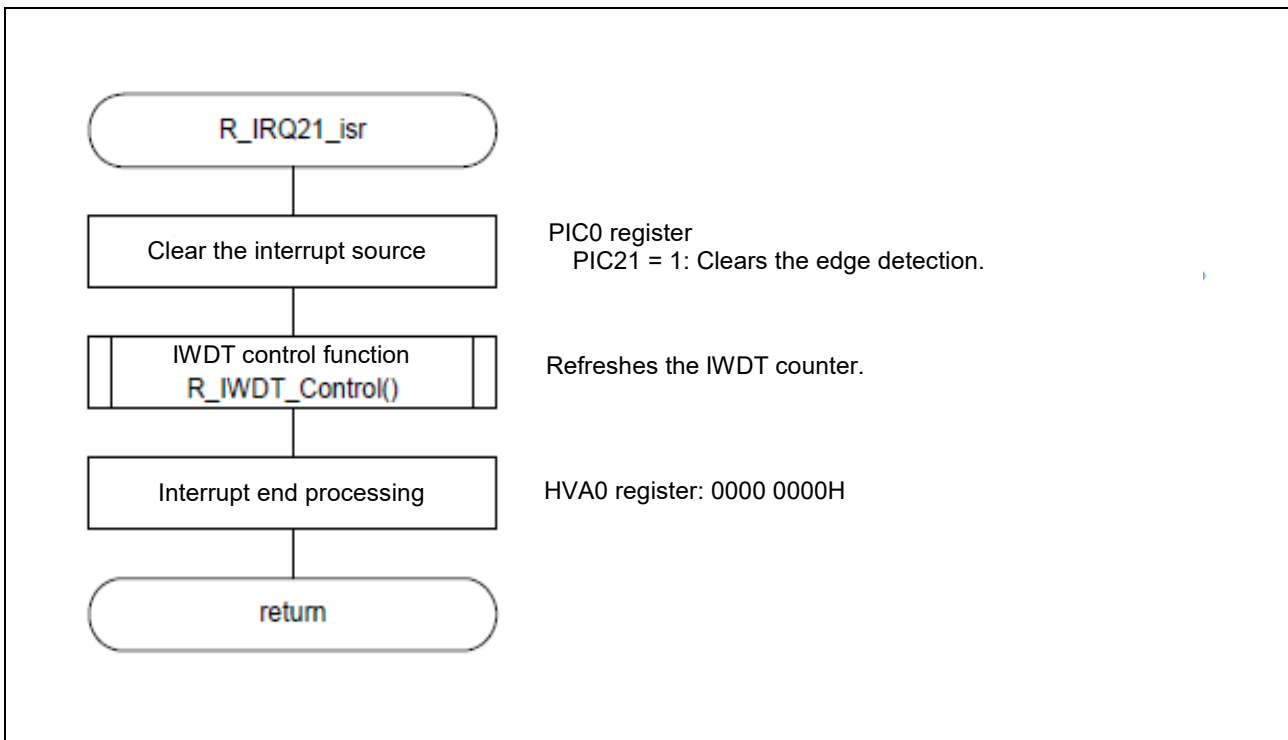 R_IRQ21_isr
Clear the interrupt source
PIC0 register
PIC21 = 1: Clears the edge detection.
IWDT control function
R_IWDT_Control()
Refreshes the IWDT counter.
Interrupt end processing
HVA0 register: 0000 0000H
return